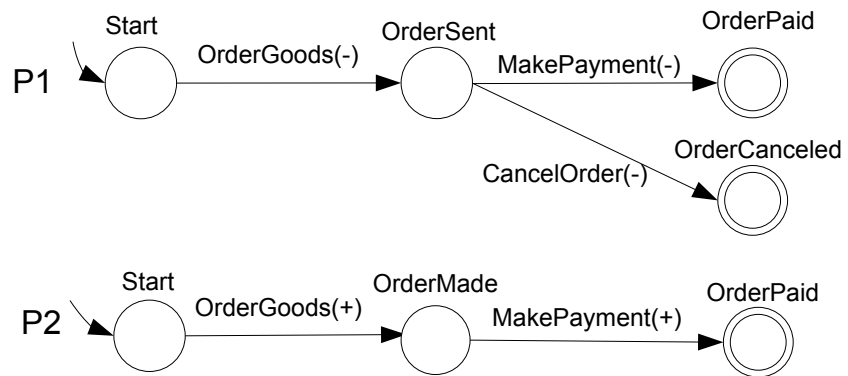 Start
OrderGoods(-)
OrderSent
MakePayment(-)
OrderPaid
P1
CancelOrder(-)
OrderCanceled
Start
OrderGoods(+)
OrderMade
MakePayment(+)
OrderPaid
P2